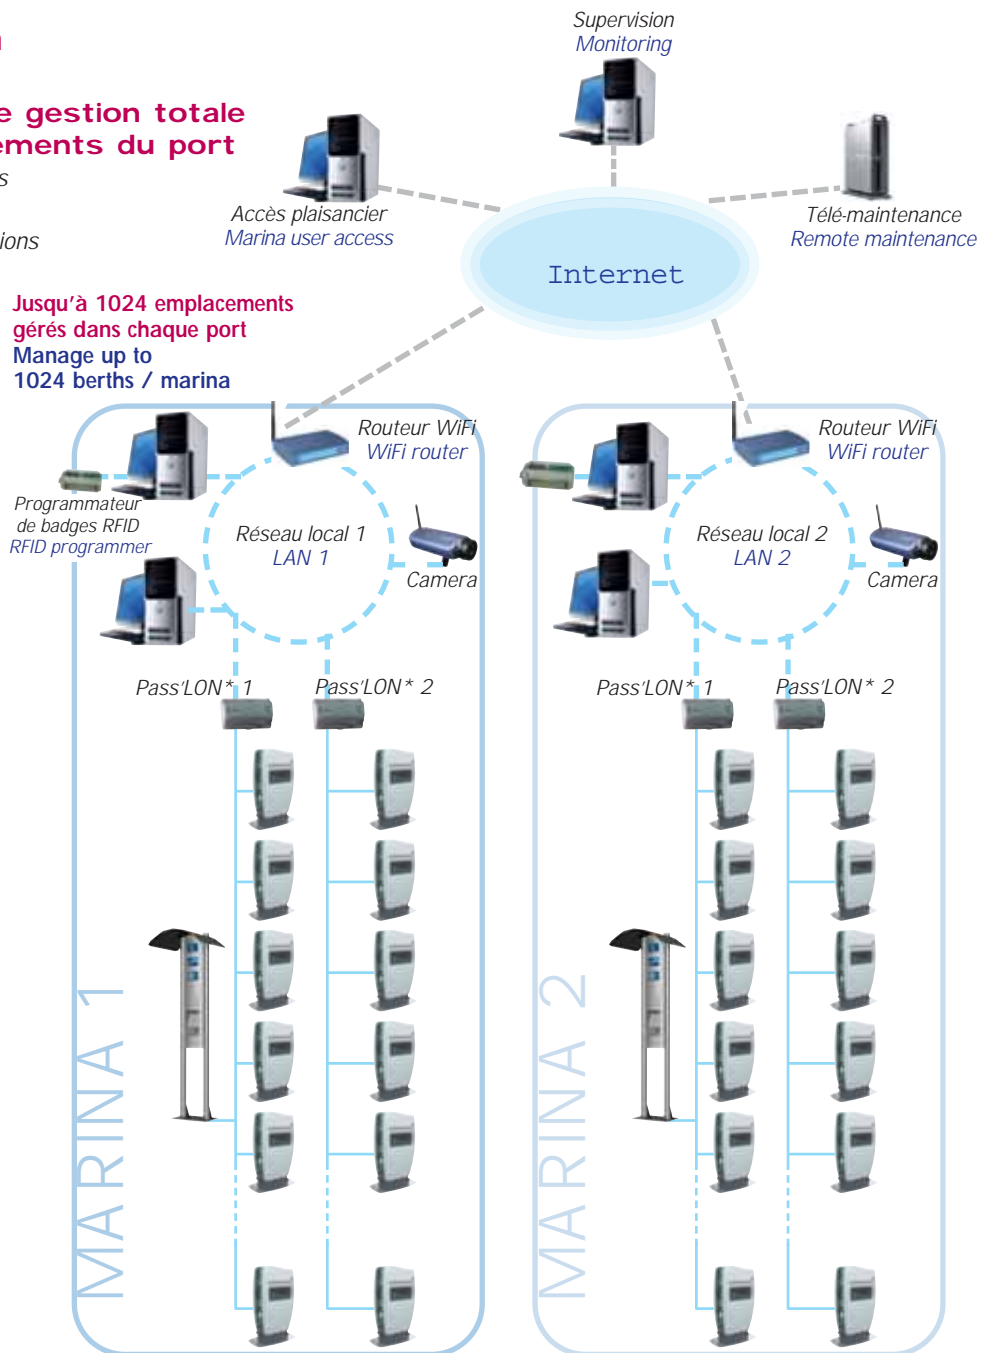 Supervision
Monitoring
e gestion totale
ements du port
s
ions
Accès plaisancier
Marina user access
Télé-maintenance
Remote maintenance
Internet
Jusqu'à 1024 emplacements
gérés dans chaque port
Manage up to
1024 berths / marina
Routeur WiFi
WiFi router
Programmateur
de badges RFID
RFID programmer
Réseau local 1
LAN 1
Camera
Pass'LON* 1
Pass'LON* 2
MARINA 1
Routeur WiFi
WiFi router
Réseau local 2
LAN 2
Camera
Pass'LON* 1
Pass'LON* 2
MARINA 2